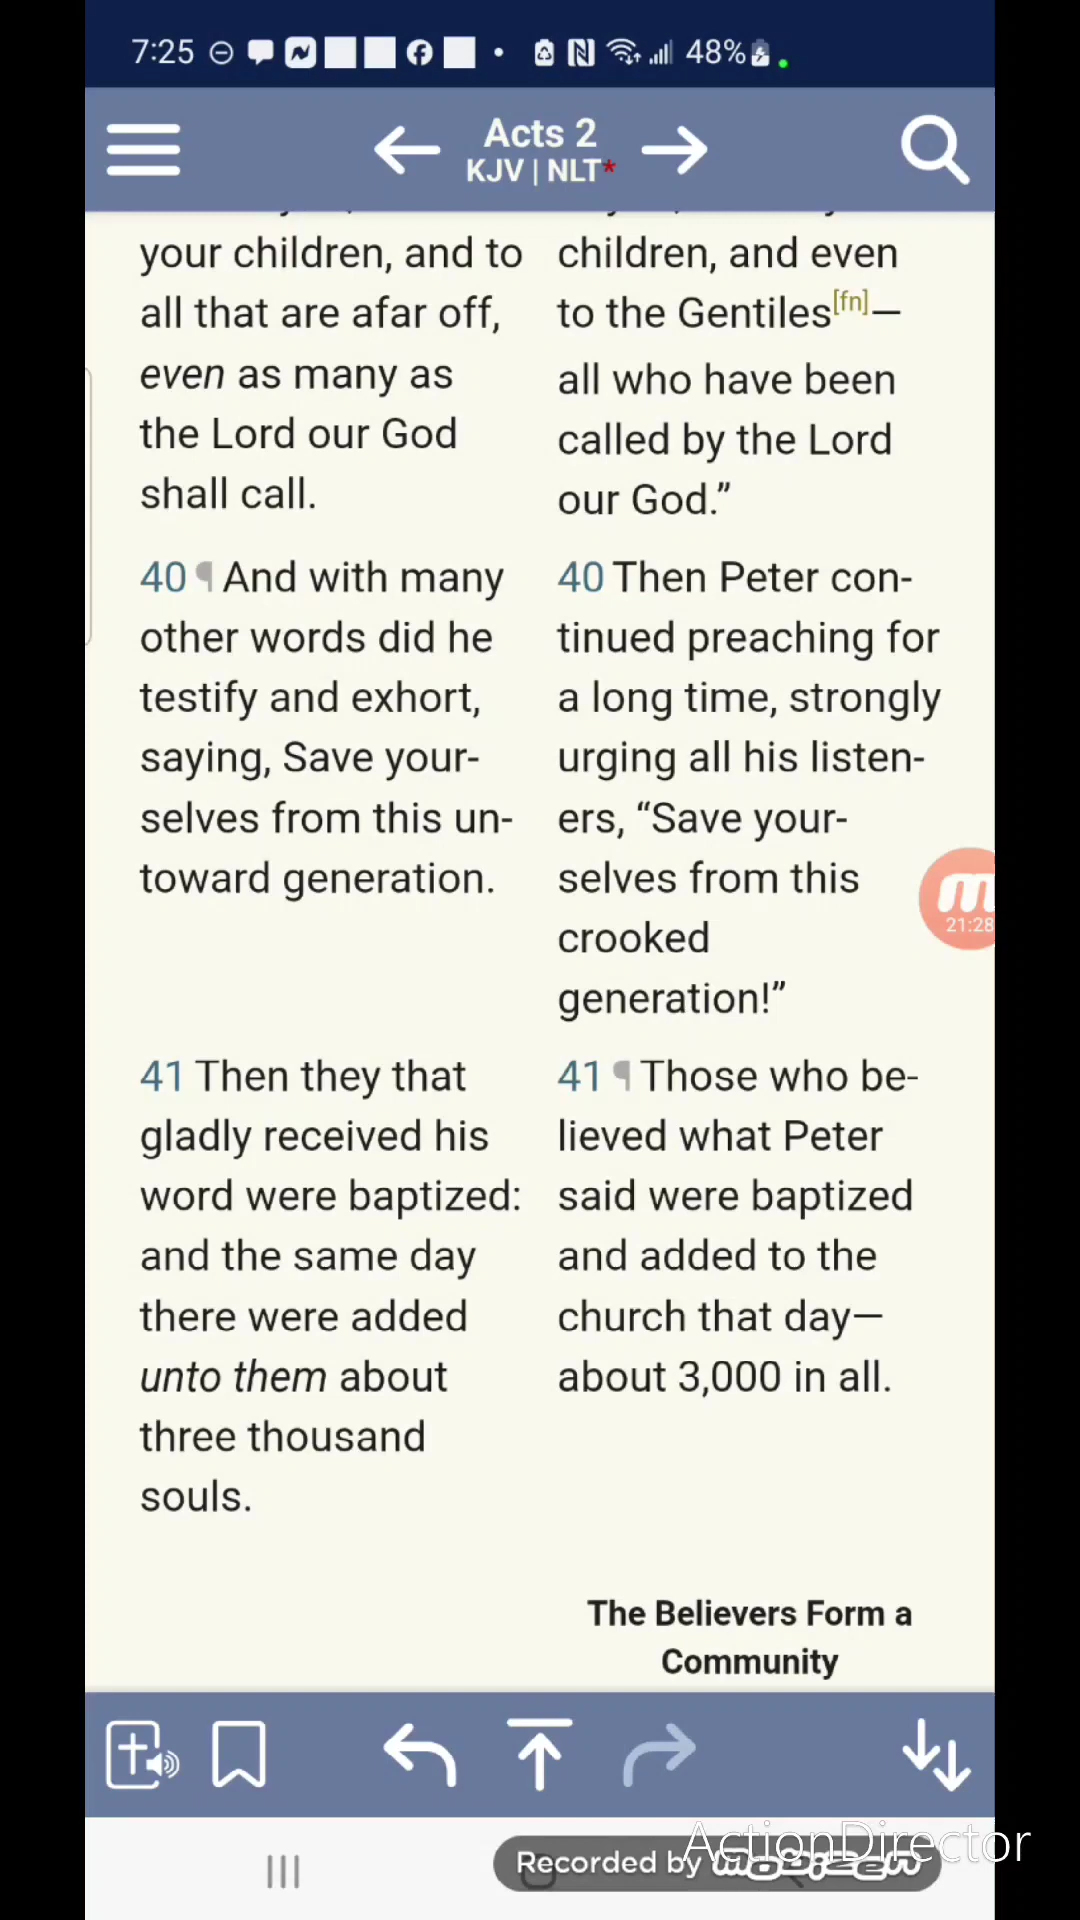 7:25
48%
Acts 2
KJV | NLT*
your children, and to
all that are afar off,
even as many as
the Lord our God
shall call.
40 ¶ And with many
other words did he
testify and exhort,
saying, Save your-
selves from this un-
toward generation.
41 Then they that
gladly received his
word were baptized:
and the same day
there were added
unto them about
three thousand
souls.
children, and even
to the Gentiles[fn]—
all who have been
called by the Lord
our God.”
40 Then Peter con-
tinued preaching for
a long time, strongly
urging all his listen-
ers, “Save your-
selves from this
crooked
generation!”
41 ¶ Those who be-
lieved what Peter
said were baptized
and added to the
church that day—
about 3,000 in all.
The Believers Form a
Community
21:28
ActionDirector
Recorded by mobizen